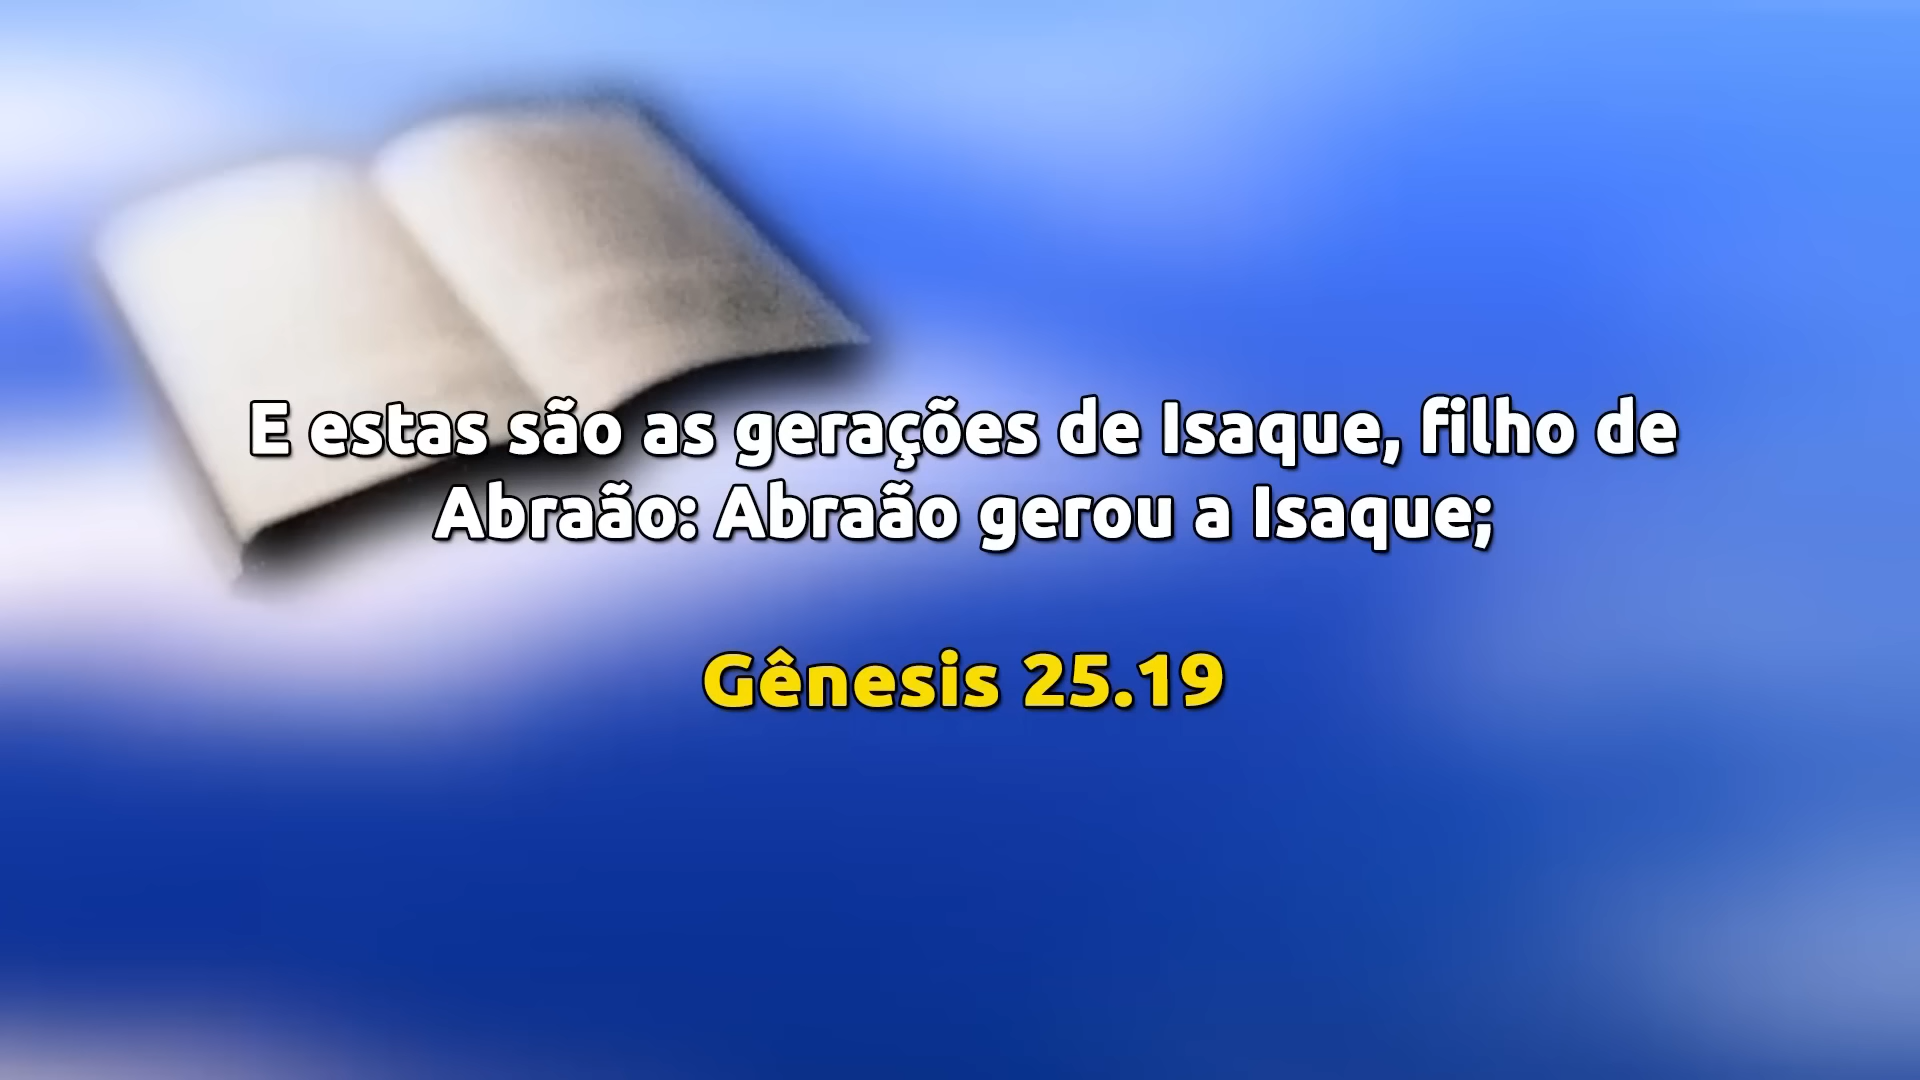 E estas são as gerações de Isaque, filho de
Abraão: Abraão gerou a Isaque;
Gênesis 25.19